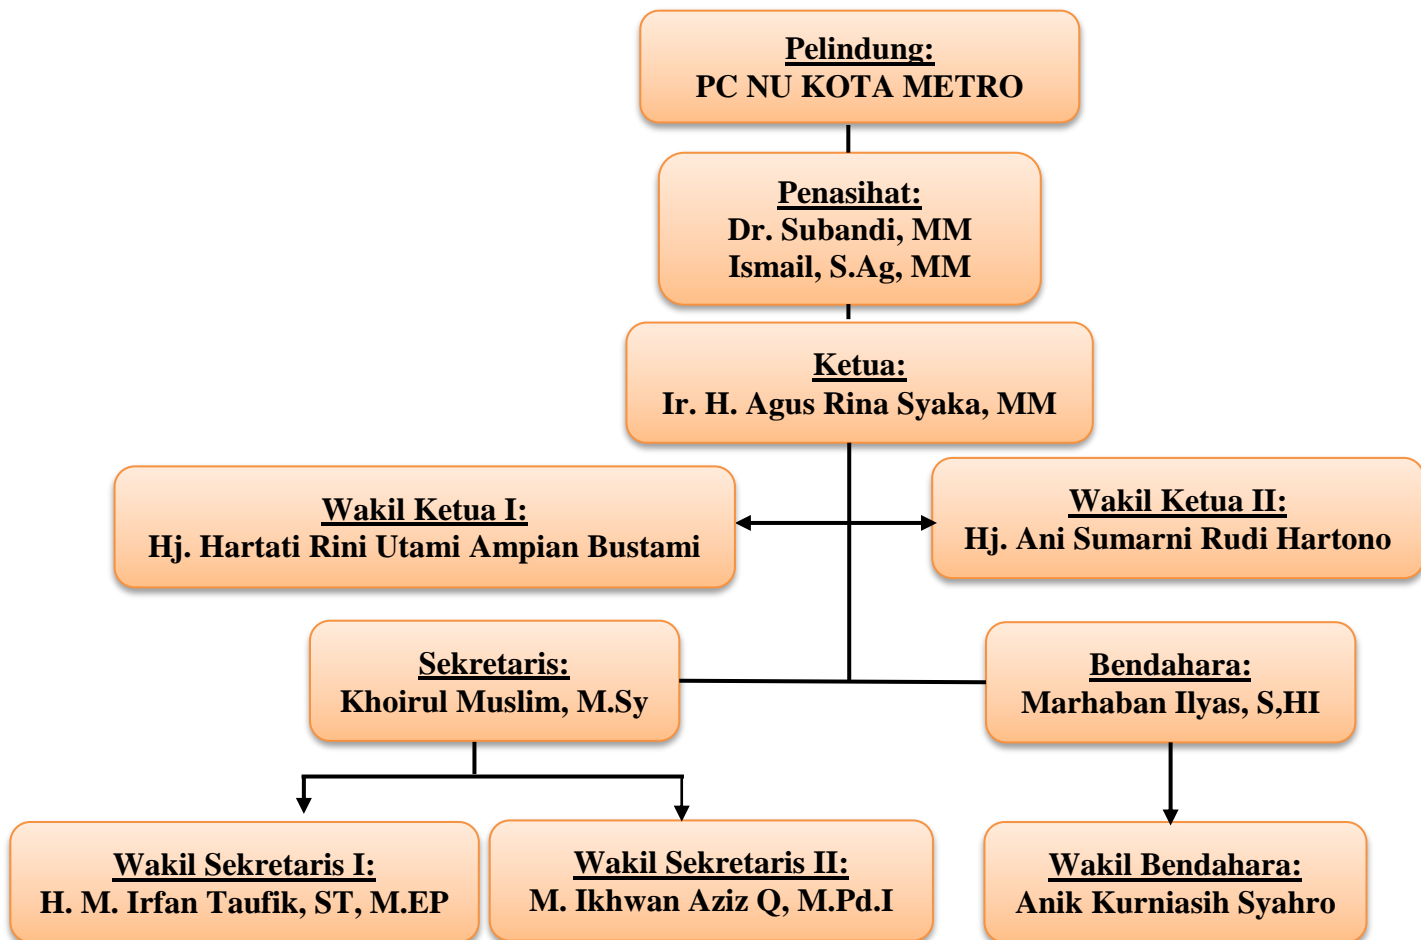 Pelindung:
PC NU KOTA METRO
Penasihat:
Dr. Subandi, MM
Ismail, S.Ag, MM
Ketua:
Ir. H. Agus Rina Syaka, MM
Wakil Ketua I:
Hj. Hartati Rini Utami Ampian Bustami
Wakil Ketua II:
Hj. Ani Sumarni Rudi Hartono
Sekretaris:
Khoirul Muslim, M.Sy
Bendahara:
Marhaban Ilyas, S,HI
Wakil Sekretaris I:
H. M. Irfan Taufik, ST, M.EP
Wakil Sekretaris II:
M. Ikhwan Aziz Q, M.Pd.I
Wakil Bendahara:
Anik Kurniasih Syahro